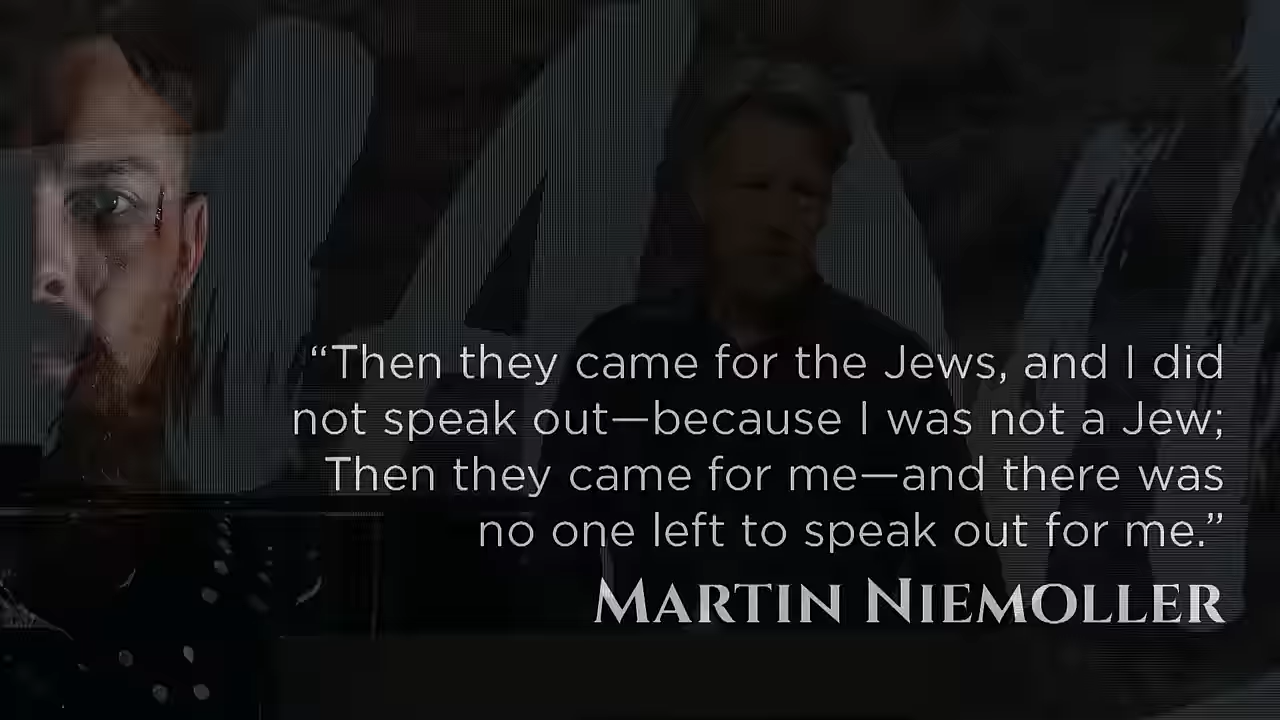 “Then they came for the Jews, and I did
not speak out—because I was not a Jew;
Then they came for me—and there was
no one left to speak out for me.”
MARTIN NIEMOLLER